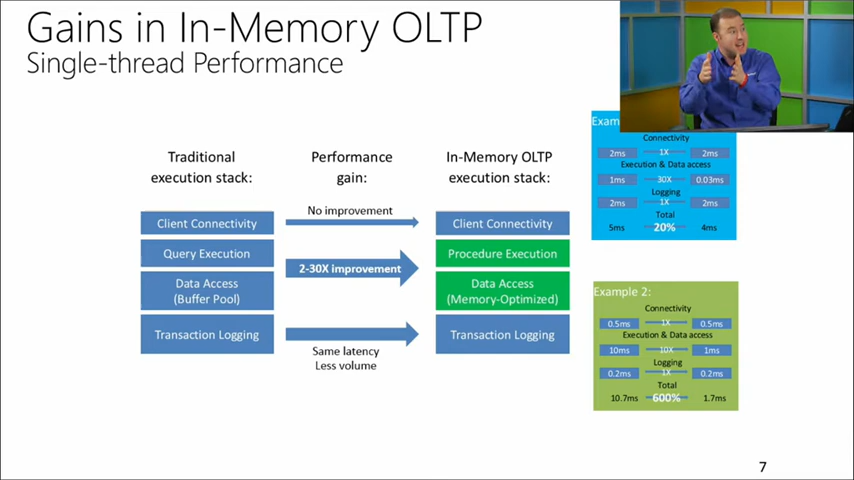 Gains in In-Memory OLTP
Single-thread Performance
Traditional
execution stack:
Client Connectivity
Query Execution
Data Access
(Buffer Pool)
Transaction Logging
Performance
gain:
No improvement
2-30X improvement
Same latency
Less volume
In-Memory OLTP
execution stack:
Client Connectivity
Procedure Execution
Data Access
(Memory-Optimized)
Transaction Logging
Connectivity
2ms 1X 2ms
Execution & Data access
1ms 30X 0.03ms
Logging
2ms 1X 2ms
Total
5ms 20% 4ms
Example 2:
Connectivity
0.5ms 1X 0.5ms
Execution & Data access
10ms 10X 1ms
Logging
0.2ms 1X 0.2ms
Total
10.7ms 600% 1.7ms
7